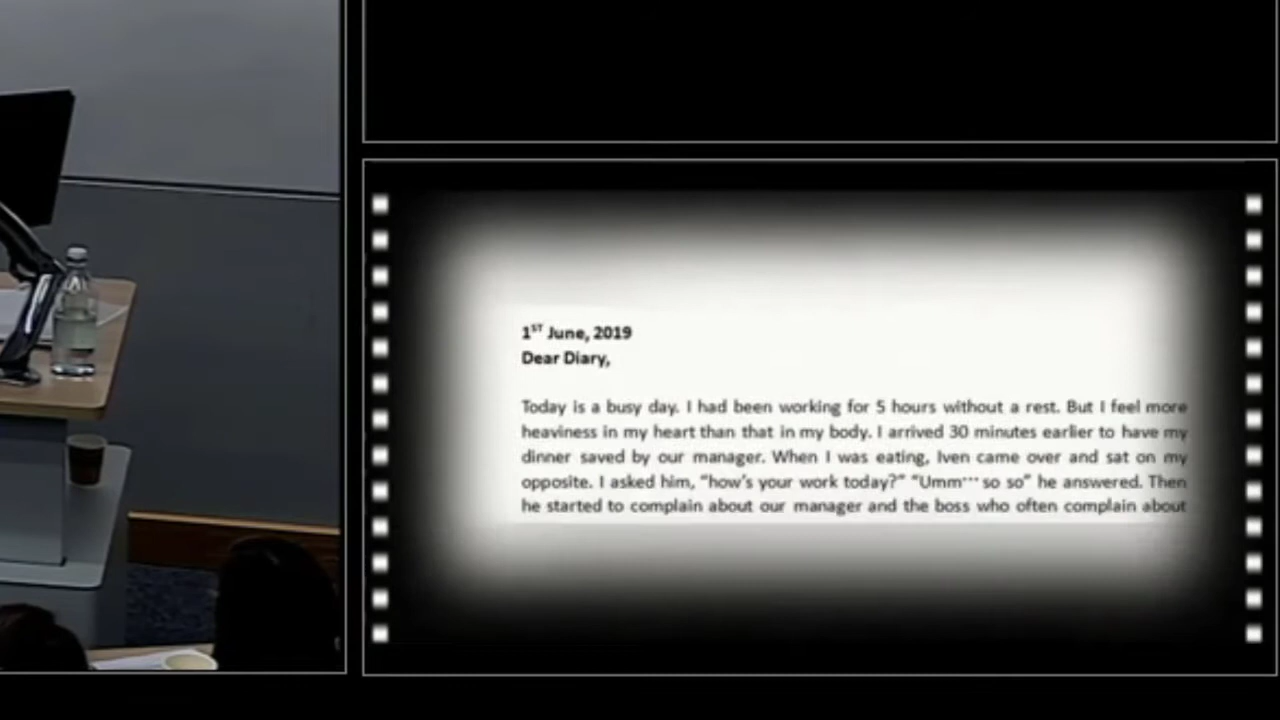 1ST June, 2019
Dear Diary,
Today is a busy day. I had been working for 5 hours without a rest. But I feel more
heaviness in my heart than that in my body. I arrived 30 minutes earlier to have my
dinner saved by our manager. When I was eating, Iven came over and sat on my
opposite. I asked him, “how’s your work today?” “Umm··· so so” he answered. Then
he started to complain about our manager and the boss who often complain about